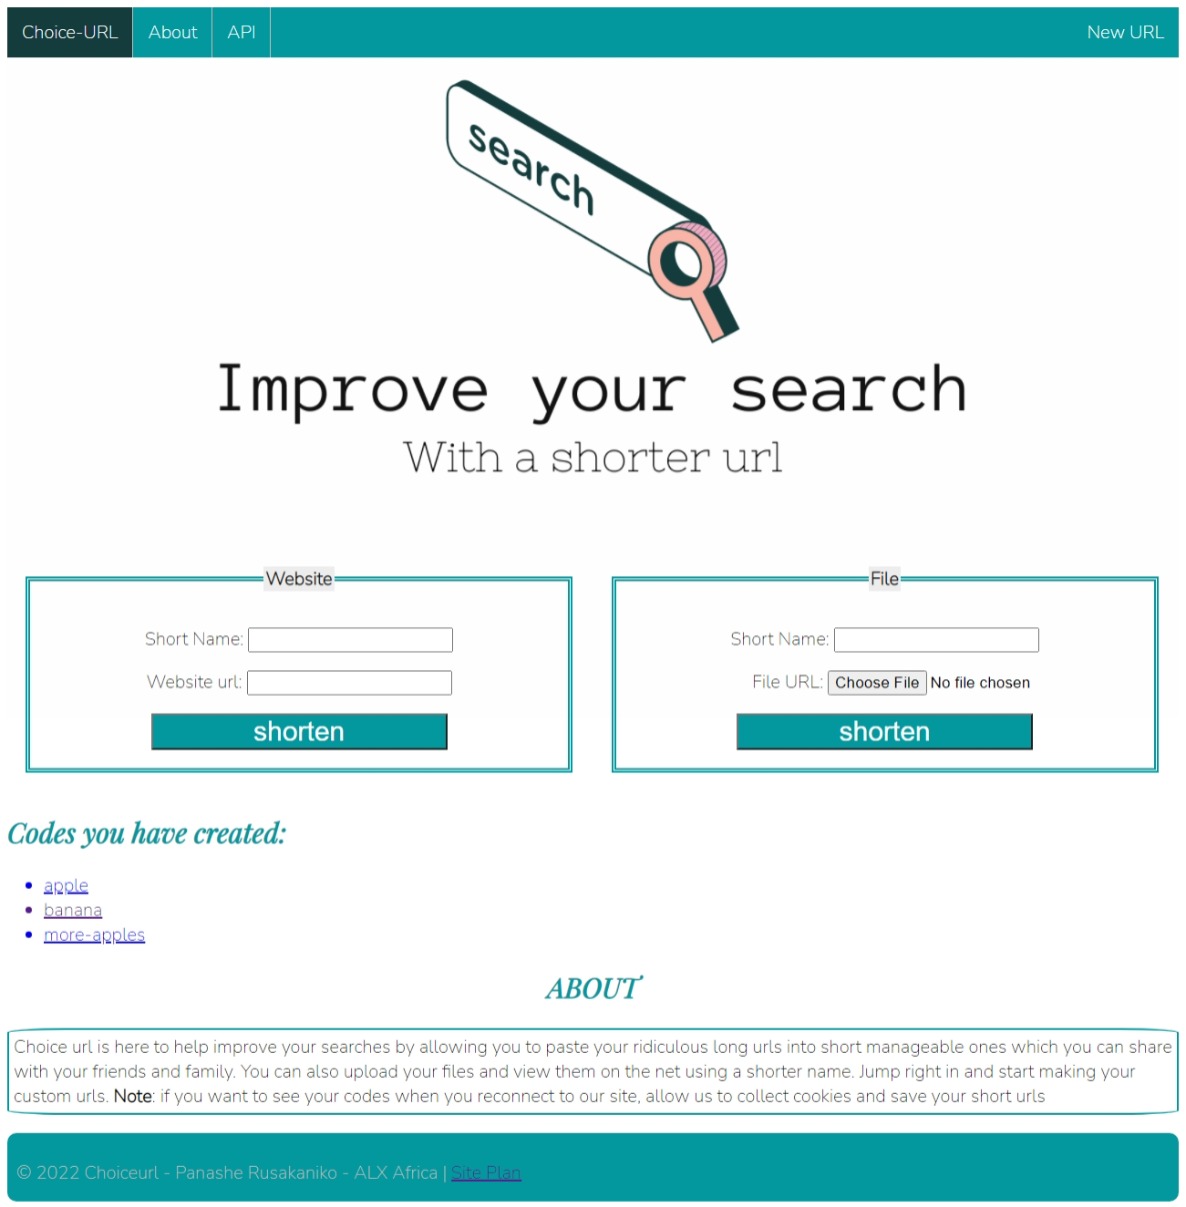 Choice-URL About API New URL
search
Improve your search
With a shorter url
Website
Short Name:
Website url:
shorten
File
Short Name:
File URL: Choose File No file chosen
shorten
Codes you have created:
apple
banana
more-apples
ABOUT
Choice url is here to help improve your searches by allowing you to paste your ridiculous long urls into short manageable ones which you can share
with your friends and family. You can also upload your files and view them on the net using a shorter name. Jump right in and start making your
custom urls. Note: if you want to see your codes when you reconnect to our site, allow us to collect cookies and save your short urls
© 2022 Choiceurl - Panashe Rusakaniko - ALX Africa | Site Plan